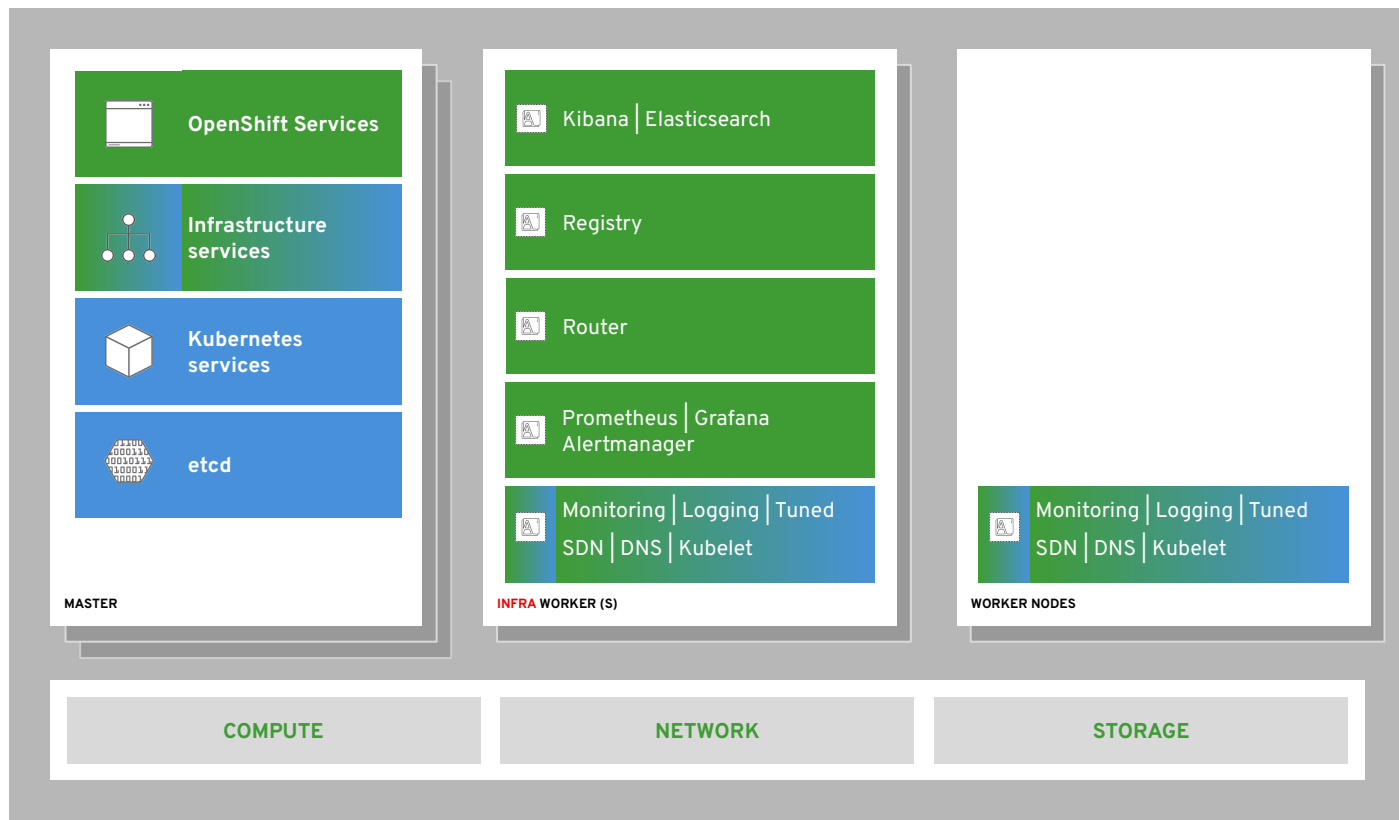 OpenShift Services
Infrastructure
services
Kubernetes
services
etcd
MASTER
Kibana | Elasticsearch
Registry
Router
Prometheus | Grafana
Alertmanager
Monitoring | Logging | Tuned
SDN | DNS | Kubelet
INFRA WORKER (S)
Monitoring | Logging | Tuned
SDN | DNS | Kubelet
WORKER NODES
COMPUTE
NETWORK
STORAGE